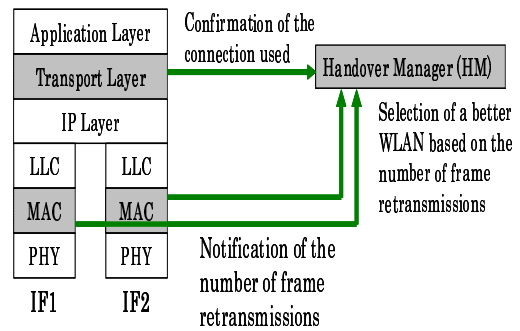 Application Layer
Transport Layer
IP Layer
LLC
LLC
MAC
MAC
PHY
PHY
IF1
IF2
Confirmation of the
connection used
Handover Manager (HM)
Selection of a better
WLAN based on the
number of frame
retransmissions
Notification of the
number of frame
retransmissions